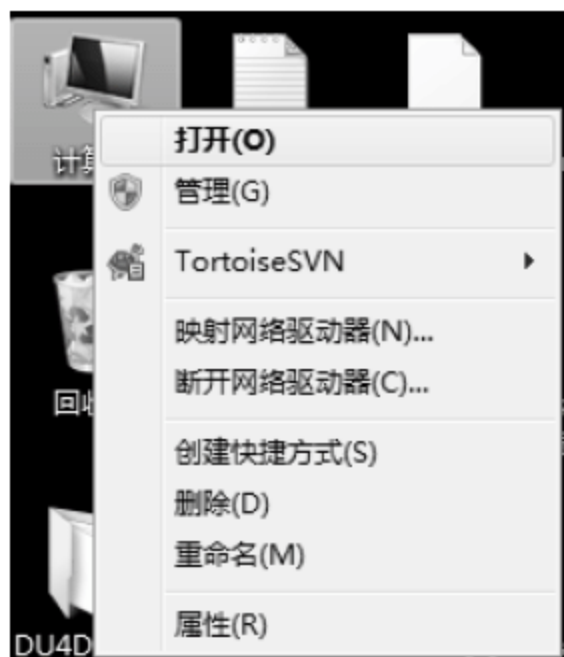 计算
打开(O)
管理(G)
TortoiseSVN
映射网络驱动器(N)...
断开网络驱动器(C)...
回收
创建快捷方式(S)
删除(D)
重命名(M)
属性(R)
DU4D